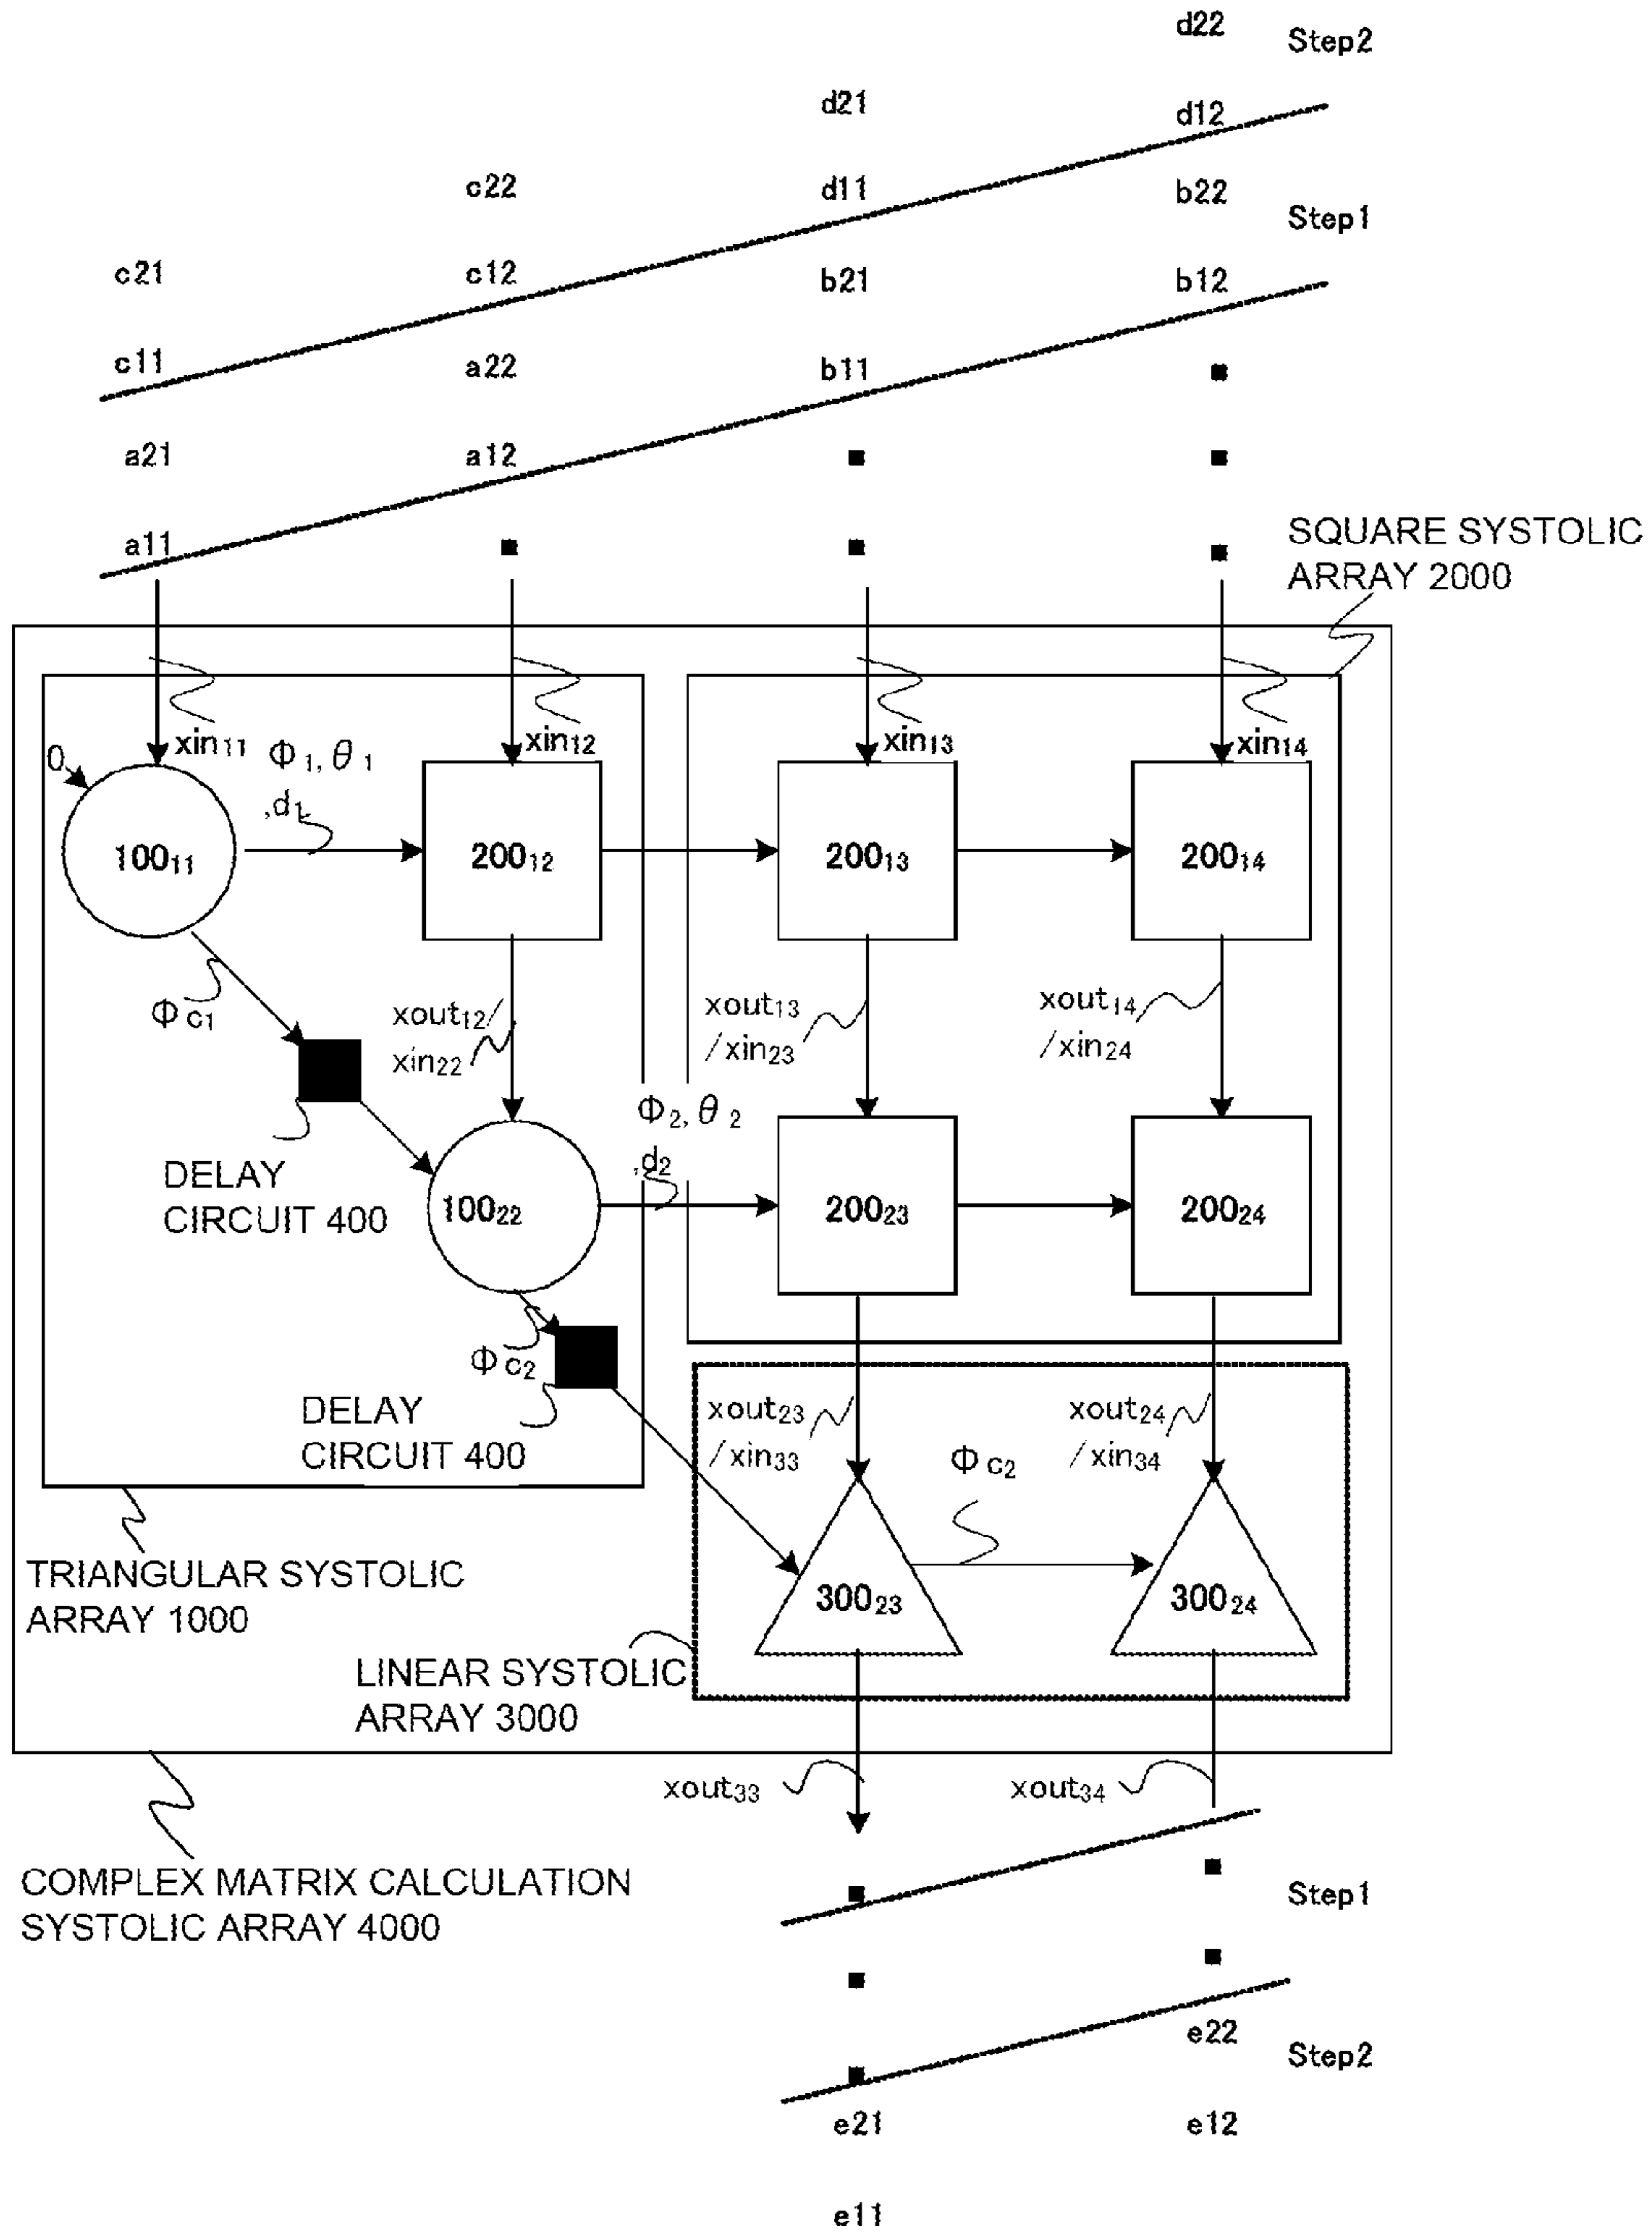 d22 Step2
d21 d12
c22 d11 b22 Step1
c21 c12 b21 b12
c11 a22 b11
a21 a12
a11
SQUARE SYSTOLIC
ARRAY 2000
xin11 xin12 xin13 xin14
0 Φ1, θ1
,d1
100₁₁ 200₁₂ 200₁₃ 200₁₄
ΦC1
xout12/
xin22
xout13
/xin23
xout14
/xin24
Φ2, θ2
,d2
DELAY
CIRCUIT 400
100₂₂ 200₂₃ 200₂₄
ΦC2
DELAY
CIRCUIT 400
xout23
/xin33
xout24
/xin34
ΦC2
300₂₃ 300₂₄
TRIANGULAR SYSTOLIC
ARRAY 1000
LINEAR SYSTOLIC
ARRAY 3000
xout33 xout34
COMPLEX MATRIX CALCULATION
SYSTOLIC ARRAY 4000
Step1
e22 Step2
e21 e12
e11